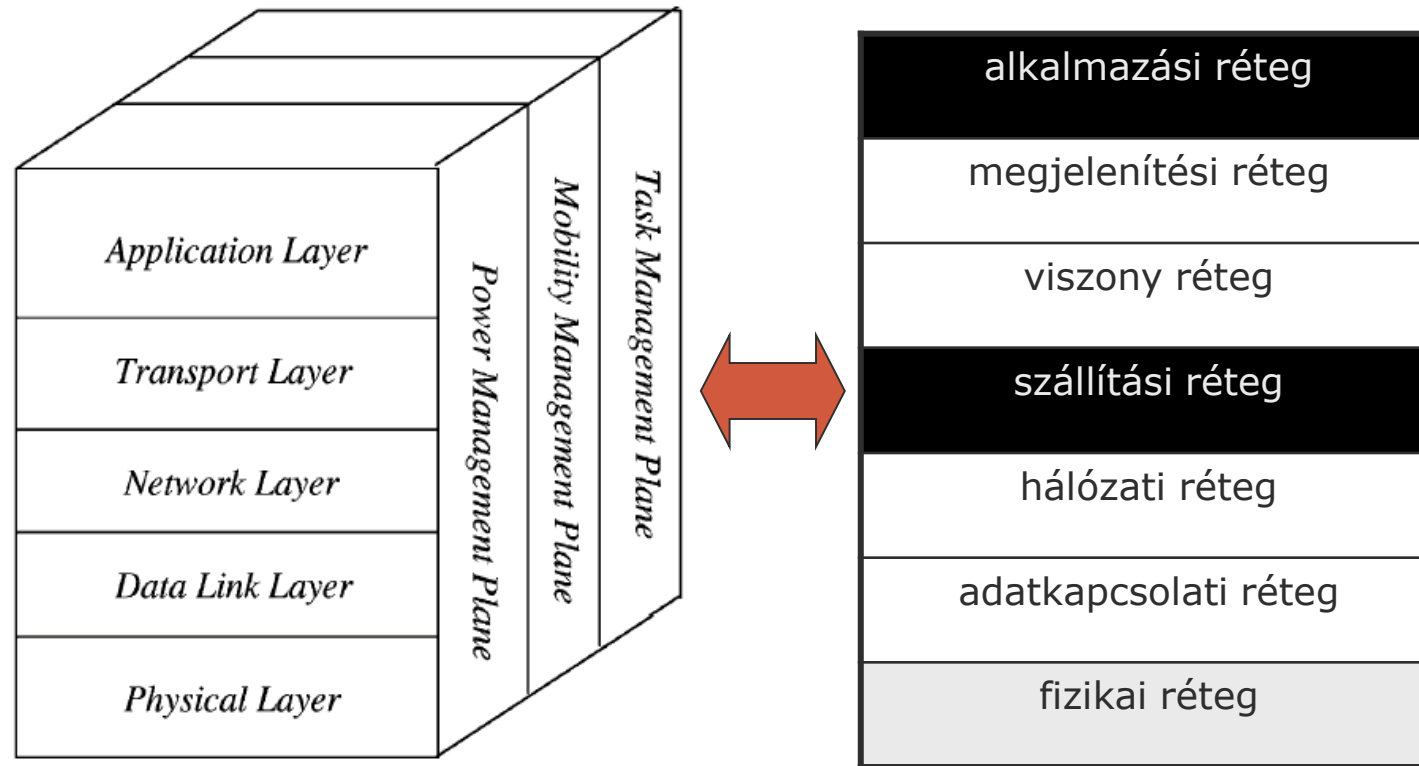 Application Layer
Transport Layer
Network Layer
Data Link Layer
Physical Layer
Power Management Plane
Mobility Management Plane
Task Management Plane
alkalmazási réteg
megjelenítési réteg
viszony réteg
szállítási réteg
hálózati réteg
adatkapcsolati réteg
fizikai réteg